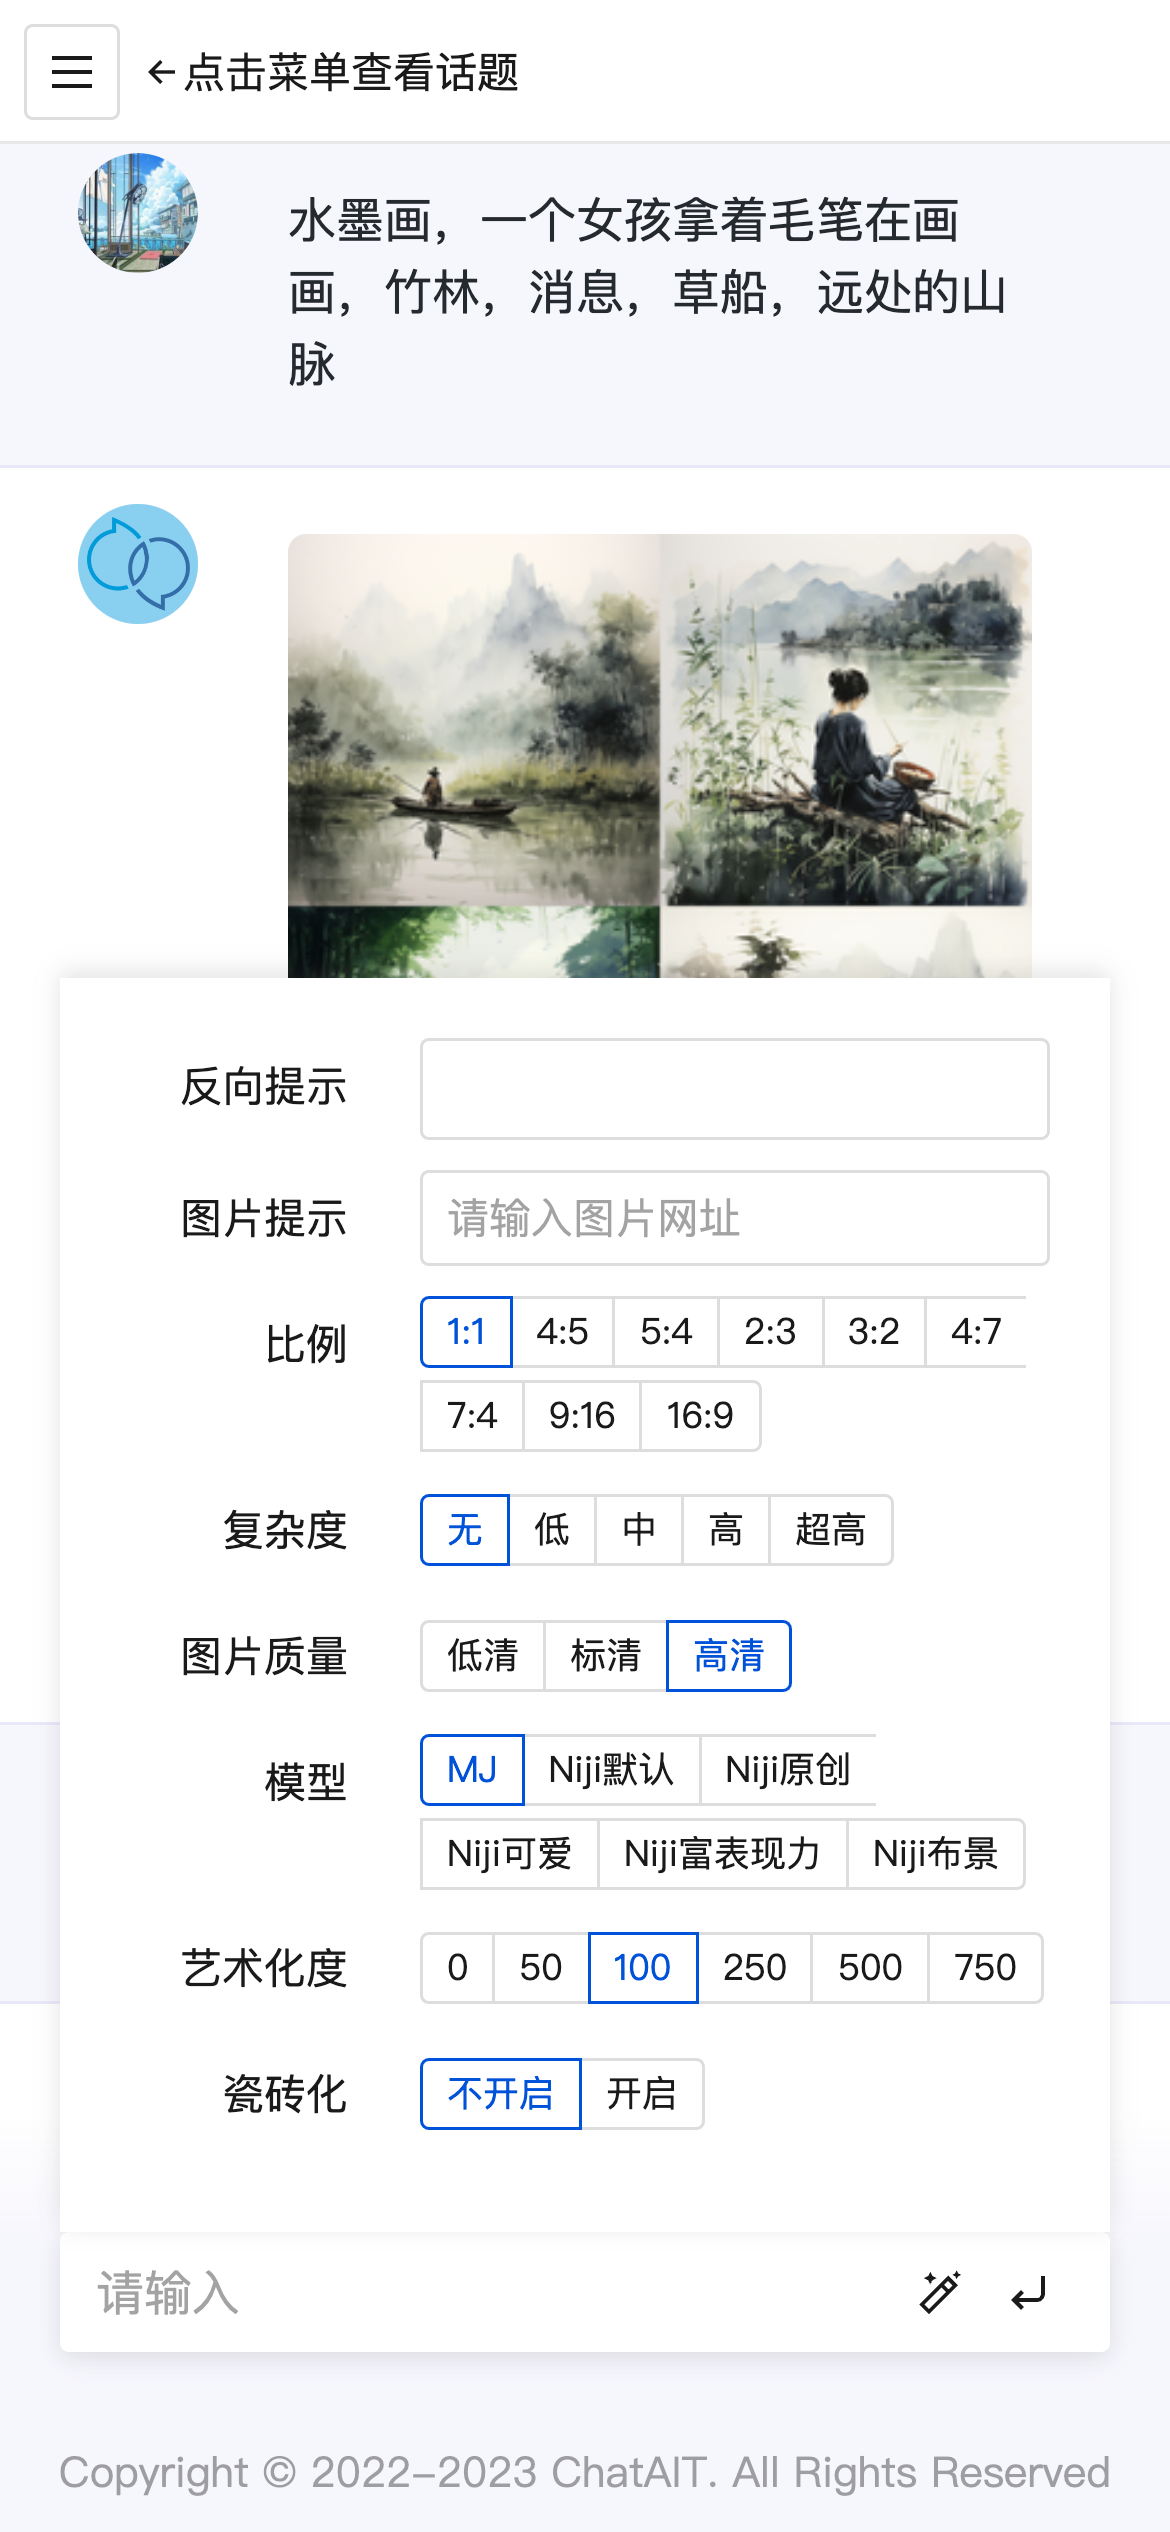 ←点击菜单查看话题
水墨画，一个女孩拿着毛笔在画
画，竹林，消息，草船，远处的山
脉
反向提示
图片提示 请输入图片网址
比例 1:1 4:5 5:4 2:3 3:2 4:7
7:4 9:16 16:9
复杂度 无 低 中 高 超高
图片质量 低清 标清 高清
模型 MJ Niji默认 Niji原创
Niji可爱 Niji富表现力 Niji布景
艺术化度 0 50 100 250 500 750
瓷砖化 不开启 开启
请输入
Copyright © 2022–2023 ChatAIT. All Rights Reserved